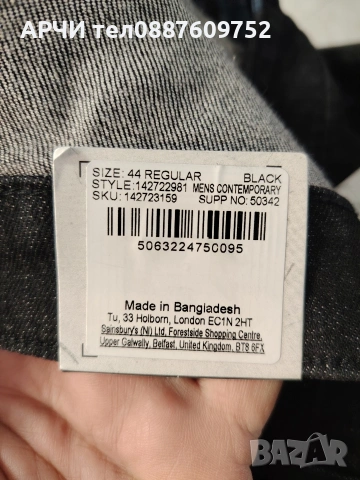 АРЧИ тел0887609752
SIZE: 44 REGULAR BLACK
STYLE:142722981 MENS CONTEMPORARY
SKU: 142723159 SUPP NO: 50342
5063224750095
Made in Bangladesh
Tu, 33 Holborn, London EC1N 2HT
Sainsbury's (NI) Ltd, Forestside Shopping Centre,
Upper Galwally, Belfast, United Kingdom, BT8 6FX
BAZAR